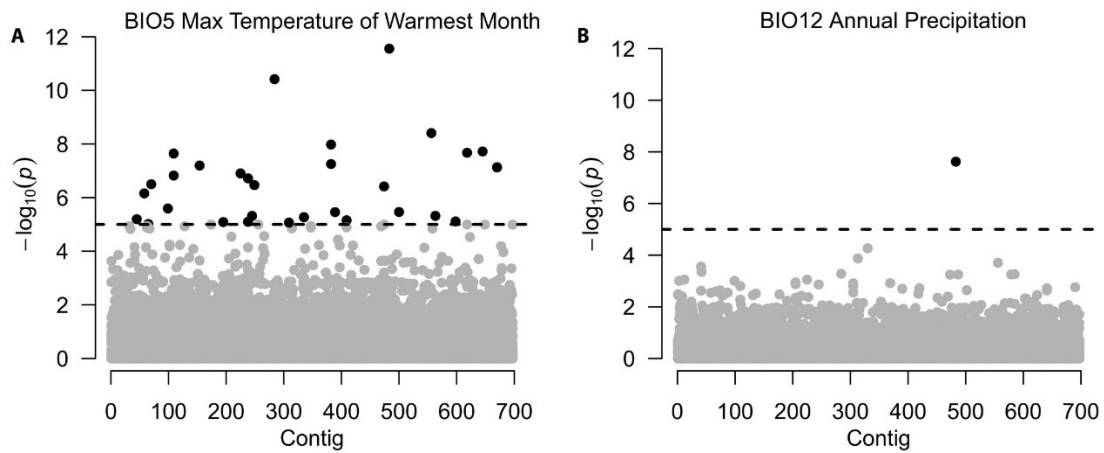 A
BIO5 Max Temperature of Warmest Month
12
10
8
6
4
2
0
−log10(p)
0 100 200 300 400 500 600 700
Contig
B
BIO12 Annual Precipitation
12
10
8
6
4
2
0
−log10(p)
0 100 200 300 400 500 600 700
Contig